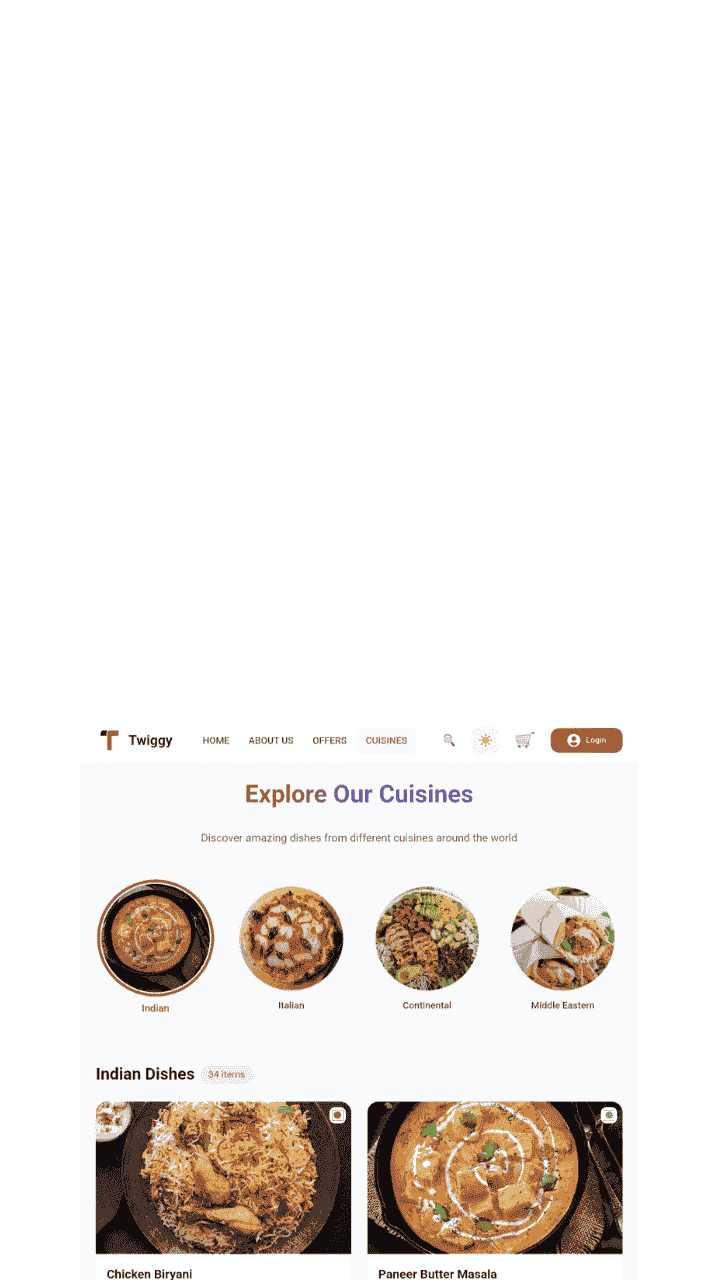 Twiggy
HOME
ABOUT US
OFFERS
CUISINES
Login
Explore Our Cuisines
Discover amazing dishes from different cuisines around the world
Indian
Italian
Continental
Middle Eastern
Indian Dishes
34 items
Chicken Biryani
Paneer Butter Masala